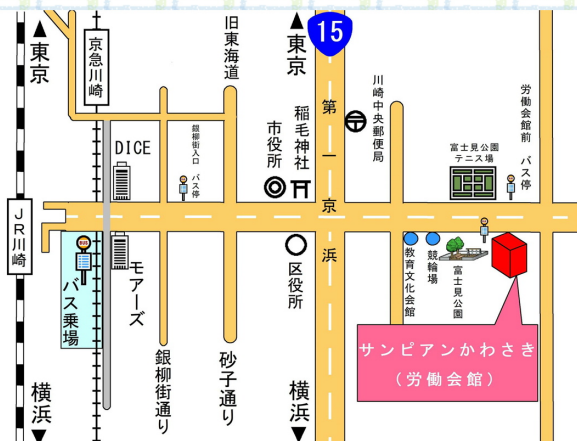 ▲東京
京急川崎
旧東海道
▲東京
15
川崎中央郵便局
労働会館前 バス停
DICE
銀柳街入口 バス停
市役所
稲毛神社
第一京浜
富士見公園
テニス場
JR川崎
BUS
バス乗場
モアーズ
区役所
教育文化会館
競輪場
富士見公園
サンピアンかわさき
(労働会館)
銀柳街通り
砂子通り
横浜▼
横浜▼